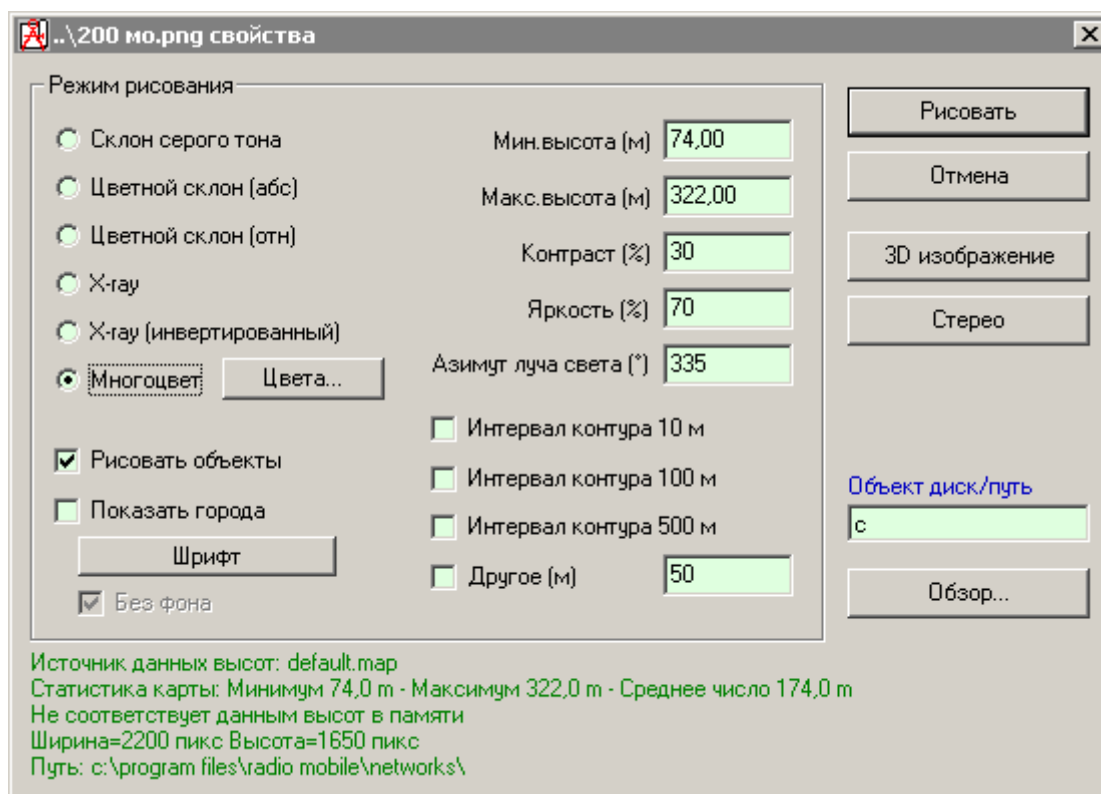 ..\200 мо.png свойства
Режим рисования
Склон серого тона
Цветной склон (абс)
Цветной склон (отн)
X-ray
X-ray (инвертированный)
Многоцвет
Цвета...
Рисовать объекты
Показать города
Шрифт
Без фона
Мин.высота (м) 74,00
Макс.высота (м) 322,00
Контраст (%) 30
Яркость (%) 70
Азимут луча света (°) 335
Интервал контура 10 м
Интервал контура 100 м
Интервал контура 500 м
Другое (м) 50
Рисовать
Отмена
3D изображение
Стерео
Объект диск/путь
c
Обзор...
Источник данных высот: default.map
Статистика карты: Минимум 74,0 m - Максимум 322,0 m - Среднее число 174,0 m
Не соответствует данным высот в памяти
Ширина=2200 пикс Высота=1650 пикс
Путь: c:\program files\radio mobile\networks\